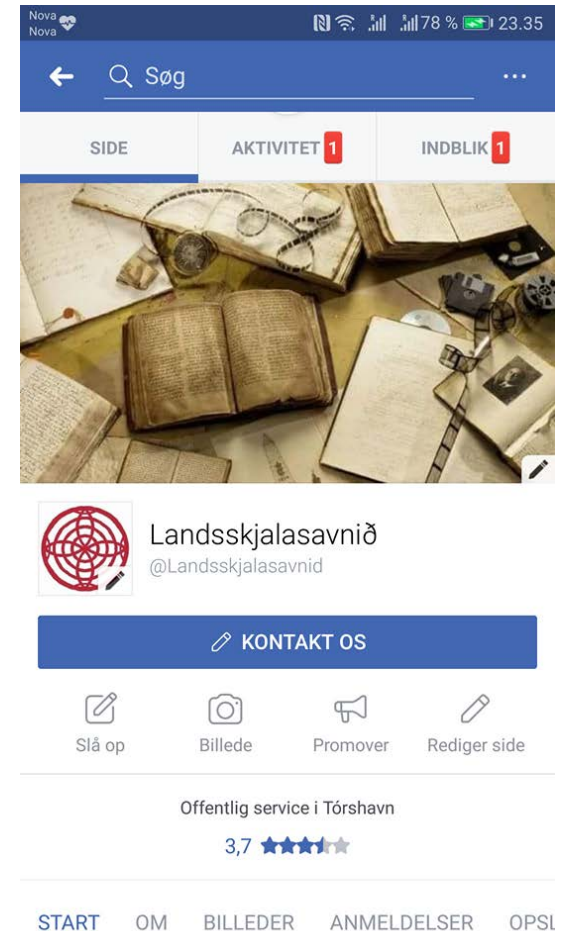 Nova
Nova
78 % 23.35
Søg
SIDE AKTIVITET 1 INDBLIK 1
Landsskjalasavnið
@Landsskjalasavnid
KONTAKT OS
Slå op Billede Promover Rediger side
Offentlig service i Tórshavn
3,7
START OM BILLEDER ANMELDELSER OPSL